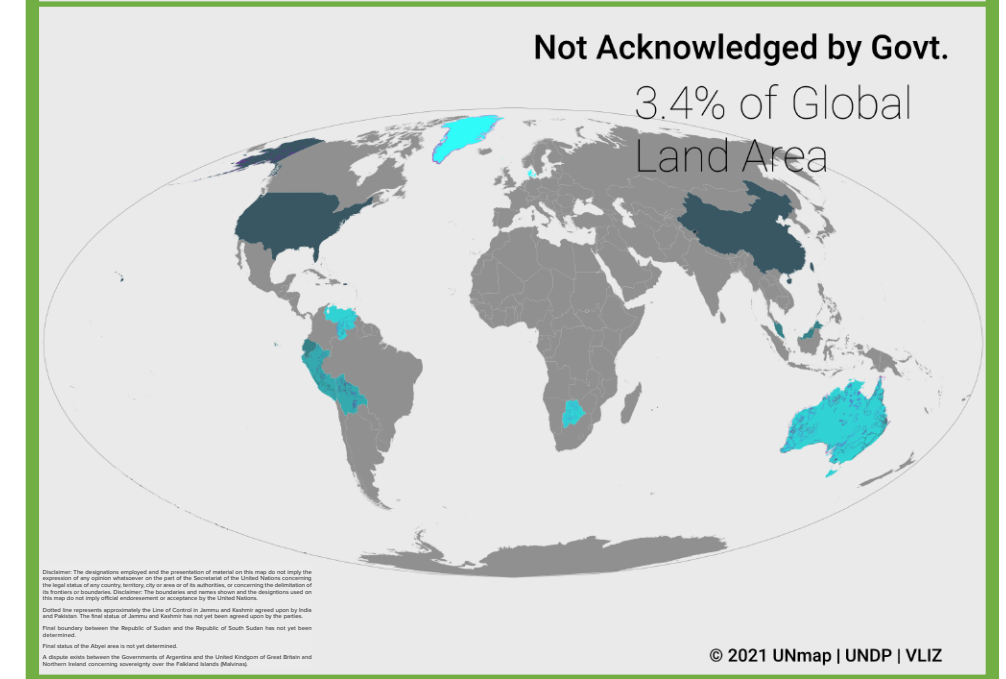 Not Acknowledged by Govt.
3.4% of Global
Land Area
Disclaimer: The designations employed and the presentation of material on this map do not imply the
expression of any opinion whatsoever on the part of the Secretariat of the United Nations concerning
the legal status of any country, territory, city or area or of its authorities, or concerning the delimitation of
its frontiers or boundaries. Disclaimer: The boundaries and names shown and the designtions used on
this map do not imply official endoresement or acceptance by the United Nations.
Dotted line represents approximately the Line of Control in Jammu and Kashmir agreed upon by India
and Pakistan. The final status of Jammu and Kashmir has not yet been agreed upon by the parties.
Final boundary between the Republic of Sudan and the Republic of South Sudan has not yet been
determined.
Final status of the Abyei area is not yet determined.
A dispute exists between the Governments of Argentina and the United Kindgom of Great Britain and
Northern Ireland concerning sovereignty over the Falkland Islands (Malvinas).
© 2021 UNmap | UNDP | VLIZ